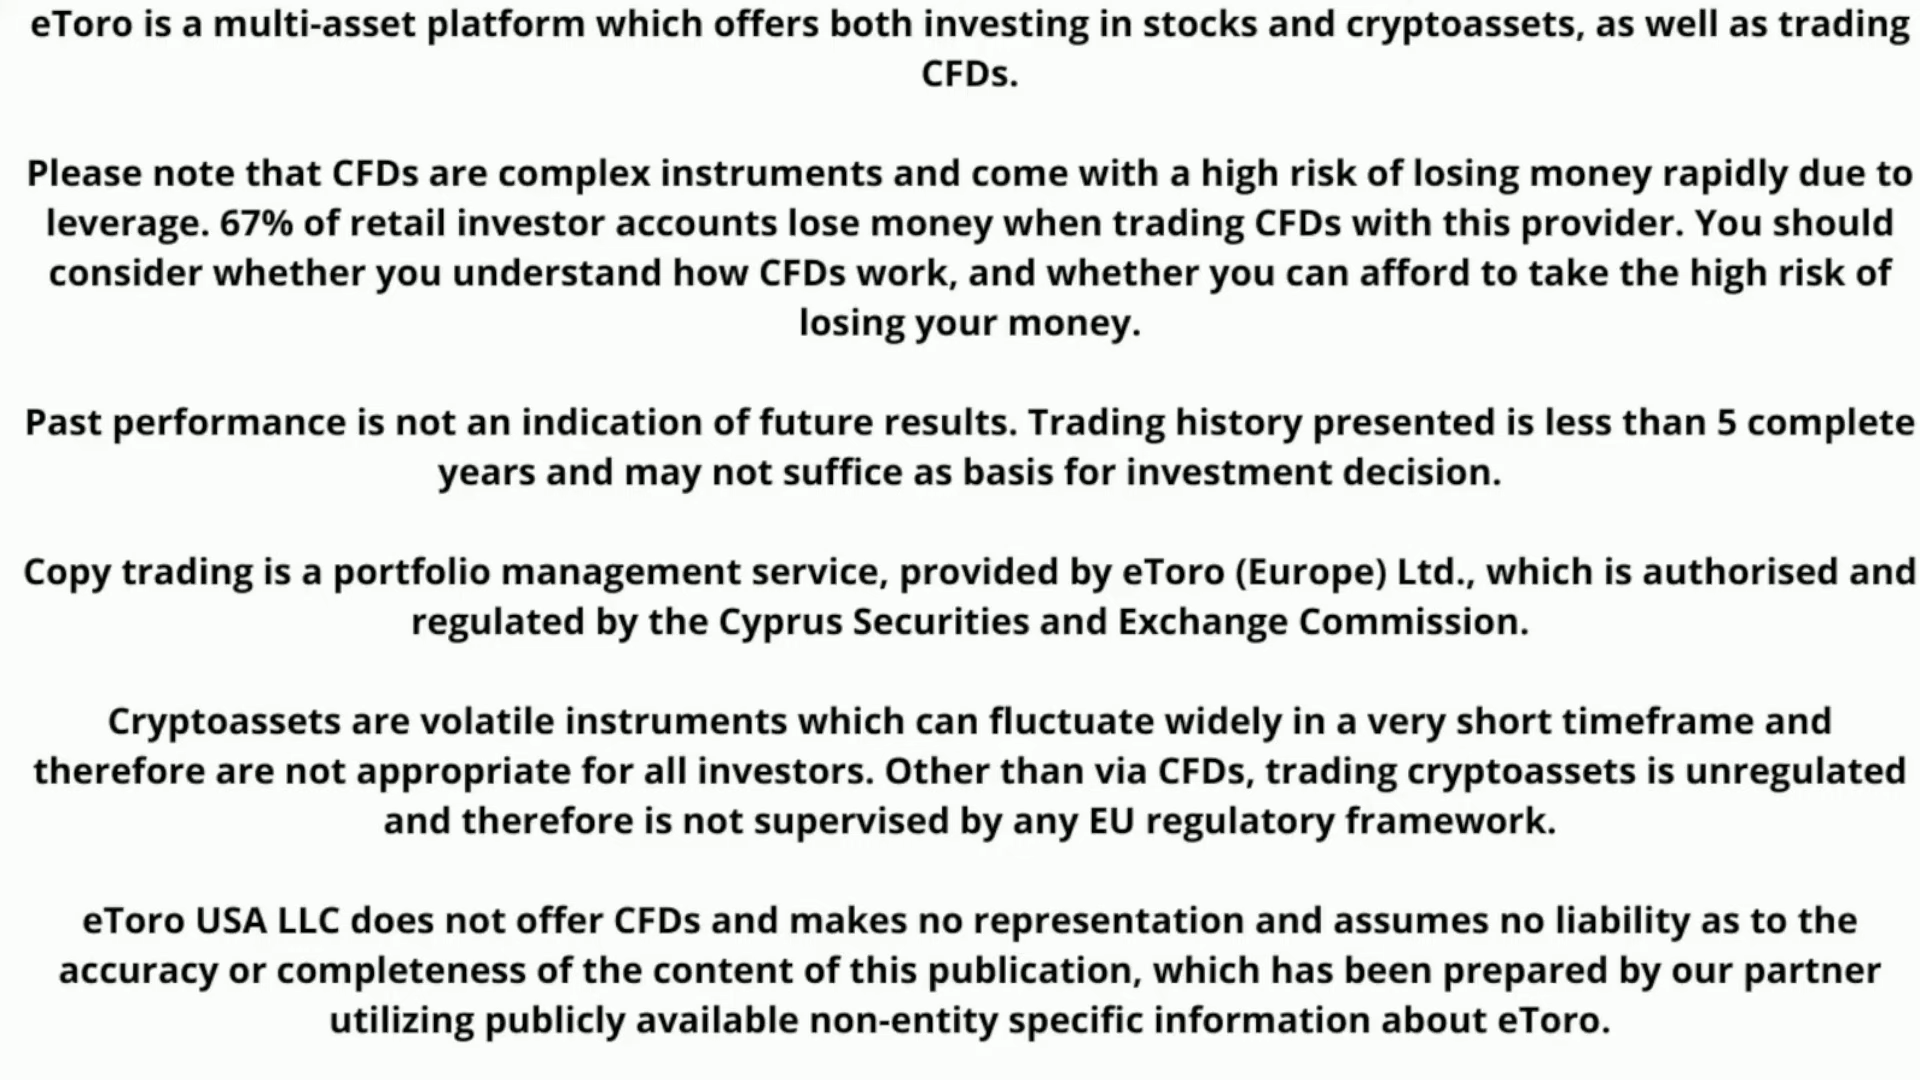 eToro is a multi-asset platform which offers both investing in stocks and cryptoassets, as well as trading
CFDs.
Please note that CFDs are complex instruments and come with a high risk of losing money rapidly due to
leverage. 67% of retail investor accounts lose money when trading CFDs with this provider. You should
consider whether you understand how CFDs work, and whether you can afford to take the high risk of
losing your money.
Past performance is not an indication of future results. Trading history presented is less than 5 complete
years and may not suffice as basis for investment decision.
Copy trading is a portfolio management service, provided by eToro (Europe) Ltd., which is authorised and
regulated by the Cyprus Securities and Exchange Commission.
Cryptoassets are volatile instruments which can fluctuate widely in a very short timeframe and
therefore are not appropriate for all investors. Other than via CFDs, trading cryptoassets is unregulated
and therefore is not supervised by any EU regulatory framework.
eToro USA LLC does not offer CFDs and makes no representation and assumes no liability as to the
accuracy or completeness of the content of this publication, which has been prepared by our partner
utilizing publicly available non-entity specific information about eToro.